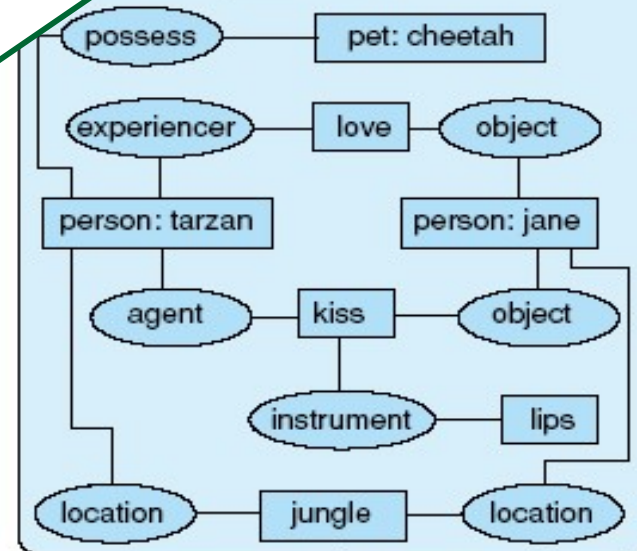 possess pet: cheetah
experiencer love object
person: tarzan person: jane
agent kiss object
instrument lips
location jungle location